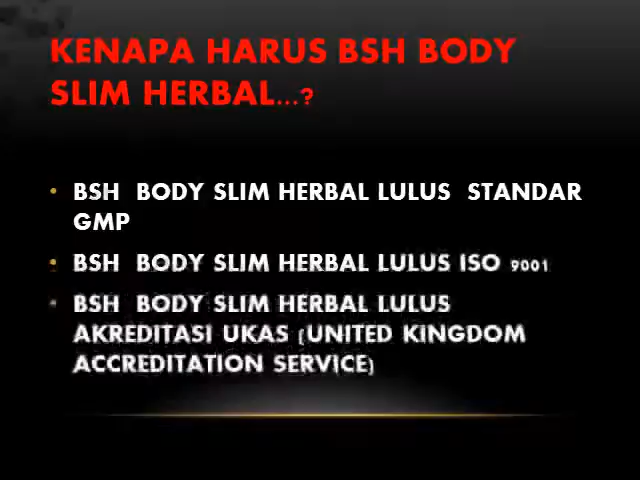 KENAPA HARUS BSH BODY
SLIM HERBAL...?
• BSH BODY SLIM HERBAL LULUS STANDAR
GMP
• BSH BODY SLIM HERBAL LULUS ISO 9001
• BSH BODY SLIM HERBAL LULUS
AKREDITASI UKAS (UNITED KINGDOM
ACCREDITATION SERVICE)